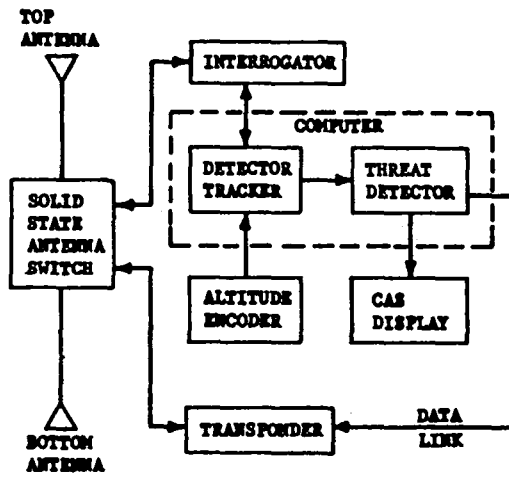 TOP
ANTENNA
INTERROGATOR
COMPUTER
DETECTOR
TRACKER
THREAT
DETECTOR
SOLID
STATE
ANTENNA
SWITCH
ALTITUDE
ENCODER
CAS
DISPLAY
TRANSPONDER
DATA
LINK
BOTTOM
ANTENNA